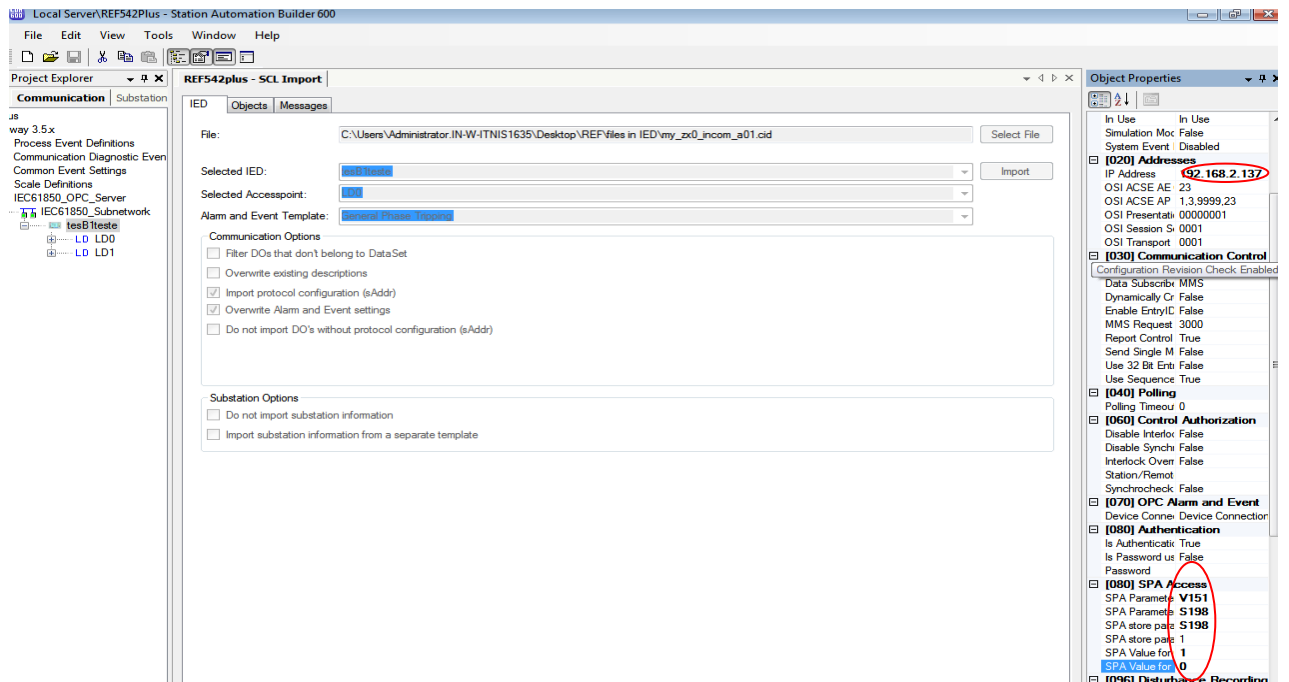 Local Server\REF542Plus - Station Automation Builder 600
File Edit View Tools Window Help
Project Explorer
Communication Substation
us
way 3.5.x
Process Event Definitions
Communication Diagnostic Even
Common Event Settings
Scale Definitions
IEC61850_OPC_Server
IEC61850_Subnetwork
tesB1teste
LD LD0
LD LD1
REF542plus - SCL Import
IED Objects Messages
File: C:\Users\Administrator.IN-W-ITNIS1635\Desktop\REF\files in IED\my_zx0_incom_a01.cid Select File
Selected IED: tesB1teste Import
Selected Accesspoint: LD0
Alarm and Event Template: General Phase Tripping
Communication Options
Filter DOs that don't belong to DataSet
Overwrite existing descriptions
Import protocol configuration (sAddr)
Overwrite Alarm and Event settings
Do not import DO's without protocol configuration (sAddr)
Substation Options
Do not import substation information
Import substation information from a separate template
Object Properties
In Use In Use
Simulation Moc False
System Event Disabled
[020] Addresses
IP Address 192.168.2.137
OSI ACSE AE 23
OSI ACSE AP 1,3,9999,23
OSI Presentati 00000001
OSI Session S 0001
OSI Transport 0001
[030] Communication Control
Configuration Revision Check Enabled
Data Subscribe MMS
Dynamically Cr False
Enable EntryID False
MMS Request 3000
Report Control True
Send Single M False
Use 32 Bit Ent False
Use Sequence True
[040] Polling
Polling Timeou 0
[060] Control Authorization
Disable Interloc False
Disable Synchr False
Interlock Overr False
Station/Remot
Synchrocheck False
[070] OPC Alarm and Event
Device Conne Device Connection
[080] Authentication
Is Authenticatic True
Is Password us False
Password
[080] SPA Access
SPA Paramete V151
SPA Paramete S198
SPA store para S198
SPA store para 1
SPA Value for 1
SPA Value for 0
[096] Disturbance Recording